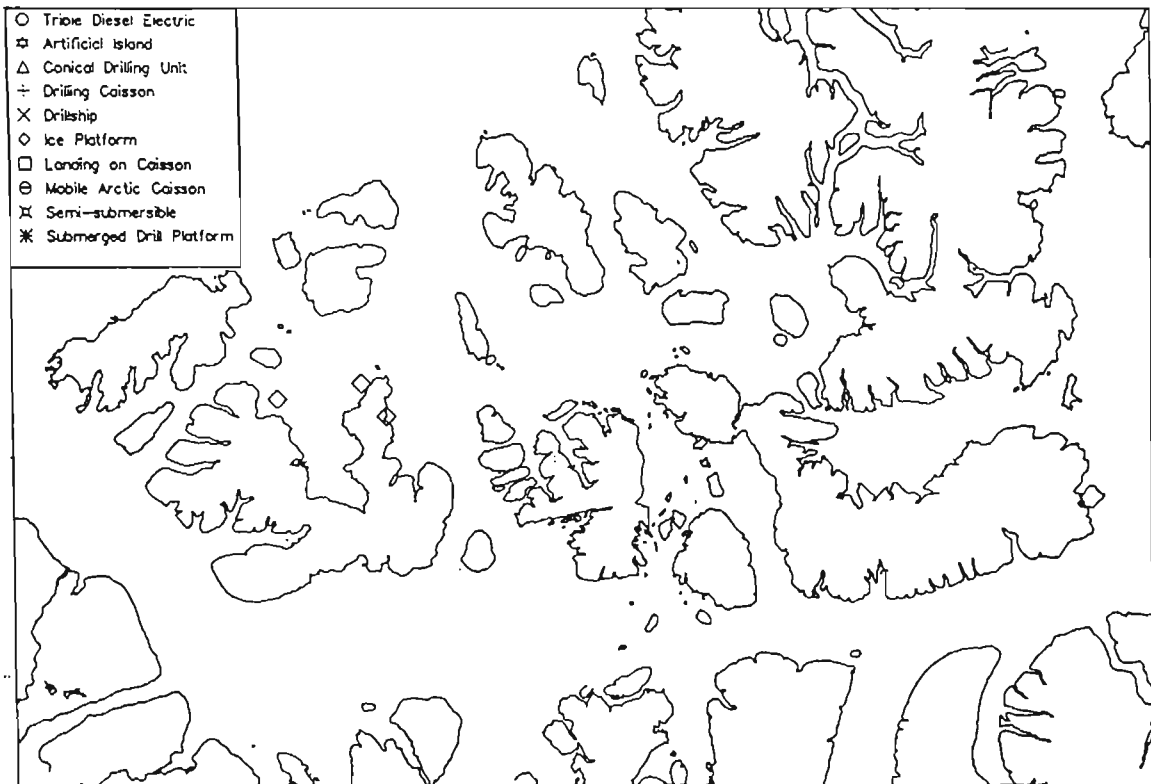 Triple Diesel Electric
Artificial Island
Conical Drilling Unit
Drilling Caisson
Drillship
Ice Platform
Landing on Caisson
Mobile Arctic Caisson
Semi-submersible
Submerged Drill Platform